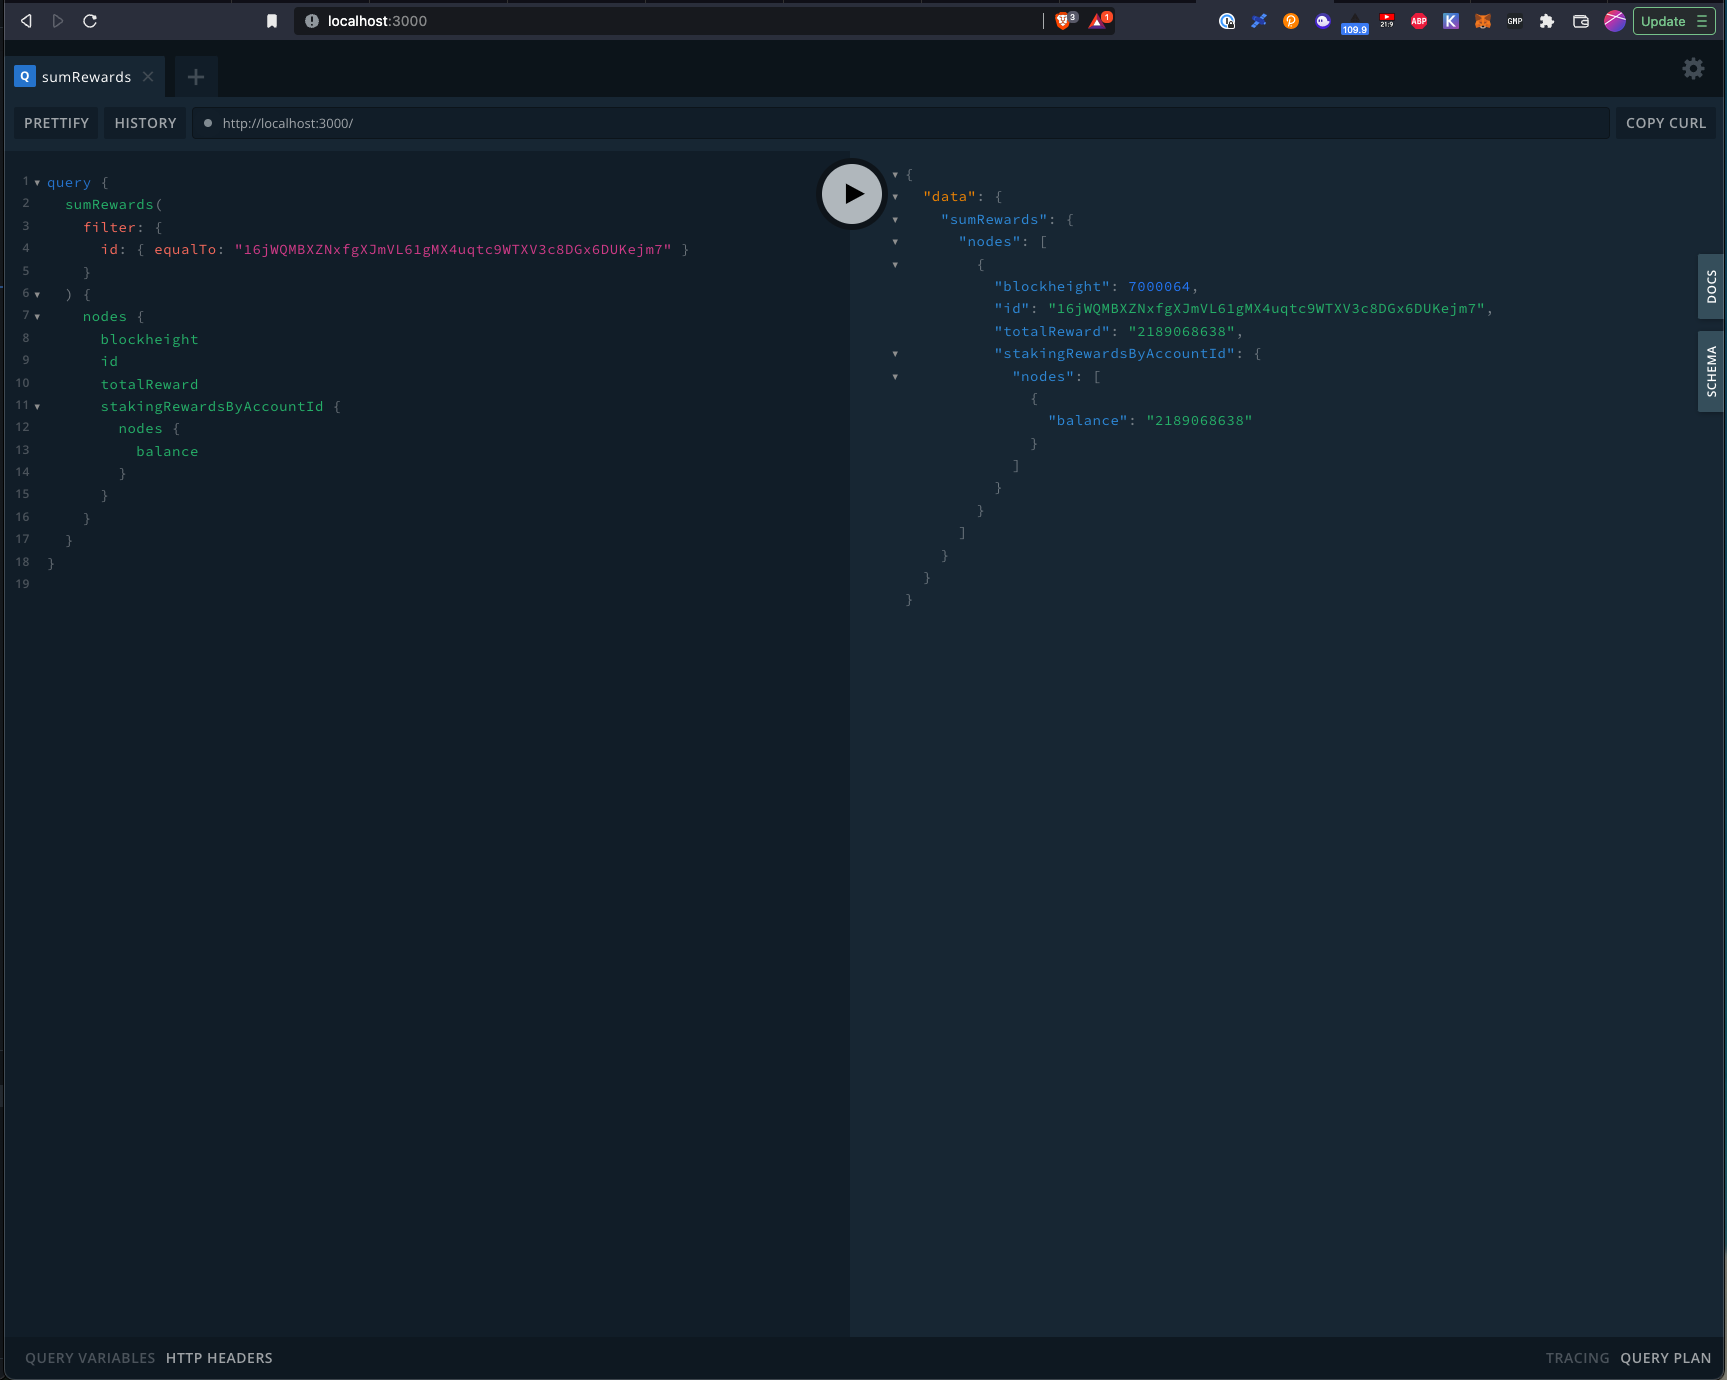 localhost:3000
3
1
109.9
21:9
ABP
K
GMP
Update
Q sumRewards
PRETTIFY HISTORY http://localhost:3000/ COPY CURL
1 query {
2 sumRewards(
3 filter: {
4 id: { equalTo: "16jWQMBXZNxfgXJmVL61gMX4uqtc9WTXV3c8DGx6DUKejm7" }
5 }
6 ) {
7 nodes {
8 blockheight
9 id
10 totalReward
11 stakingRewardsByAccountId {
12 nodes {
13 balance
14 }
15 }
16 }
17 }
18 }
19
{
"data": {
"sumRewards": {
"nodes": [
{
"blockheight": 7000064,
"id": "16jWQMBXZNxfgXJmVL61gMX4uqtc9WTXV3c8DGx6DUKejm7",
"totalReward": "2189068638",
"stakingRewardsByAccountId": {
"nodes": [
{
"balance": "2189068638"
}
]
}
}
]
}
}
}
DOCS
SCHEMA
QUERY VARIABLES HTTP HEADERS
TRACING QUERY PLAN